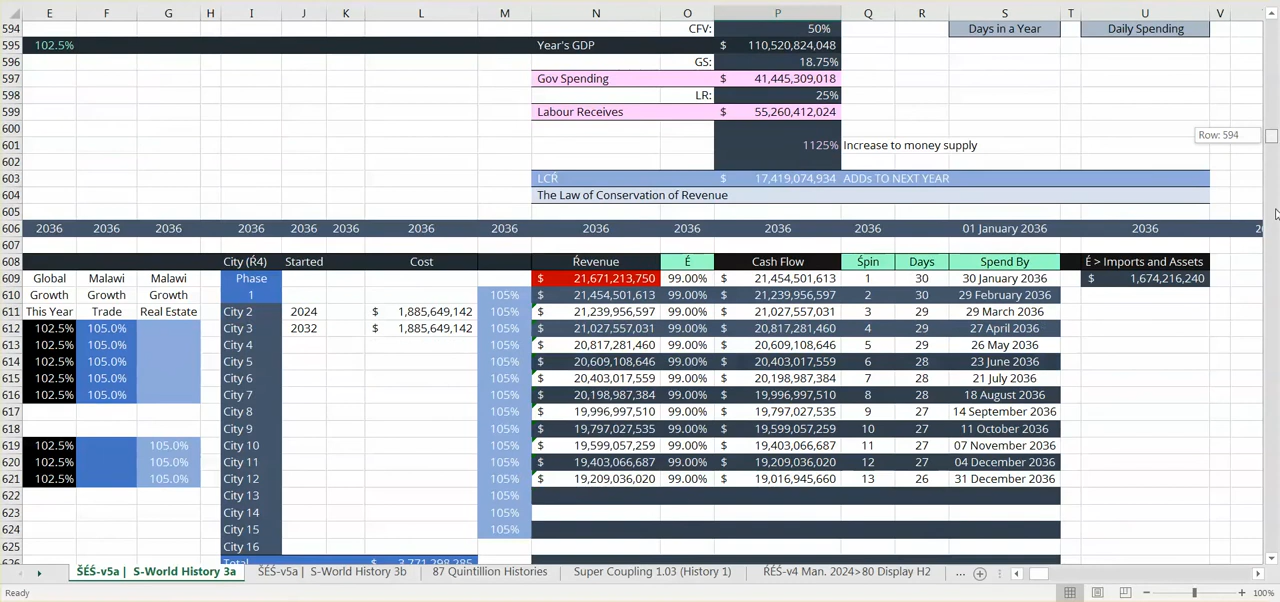 E F G H I J K L M N O P Q R S T U V
594 CFV: 50% Days in a Year Daily Spending
595 102.5% Year's GDP $ 110,520,824,048
596 GS: 18.75%
597 Gov Spending $ 41,445,309,018
598 LR: 25%
599 Labour Receives $ 55,260,412,024
600 Row: 594
601 1125% Increase to money supply
602
603 LCŔ $ 17,419,074,934 ADDs TO NEXT YEAR
604 The Law of Conservation of Revenue
605
606 2036 2036 2036 2036 2036 2036 2036 2036 2036 2036 2036 01 January 2036 2036 20
607
608 City (Ŕ4) Started Cost Ŕevenue É Cash Flow Śpin Days Spend By É > Imports and Assets
609 Global Malawi Malawi Phase $ 21,671,213,750 99.00% $ 21,454,501,613 1 30 30 January 2036 $ 1,674,216,240
610 Growth Growth Growth 1 105% $ 21,454,501,613 99.00% $ 21,239,956,597 2 30 29 February 2036
611 This Year Trade Real Estate City 2 2024 $ 1,885,649,142 105% $ 21,239,956,597 99.00% $ 21,027,557,031 3 29 29 March 2036
612 102.5% 105.0% City 3 2032 $ 1,885,649,142 105% $ 21,027,557,031 99.00% $ 20,817,281,460 4 29 27 April 2036
613 102.5% 105.0% City 4 105% $ 20,817,281,460 99.00% $ 20,609,108,646 5 29 26 May 2036
614 102.5% 105.0% City 5 105% $ 20,609,108,646 99.00% $ 20,403,017,559 6 28 23 June 2036
615 102.5% 105.0% City 6 105% $ 20,403,017,559 99.00% $ 20,198,987,384 7 28 21 July 2036
616 102.5% 105.0% City 7 105% $ 20,198,987,384 99.00% $ 19,996,997,510 8 28 18 August 2036
617 City 8 105% $ 19,996,997,510 99.00% $ 19,797,027,535 9 27 14 September 2036
618 City 9 105% $ 19,797,027,535 99.00% $ 19,599,057,259 10 27 11 October 2036
619 102.5% 105.0% City 10 105% $ 19,599,057,259 99.00% $ 19,403,066,687 11 27 07 November 2036
620 102.5% 105.0% City 11 105% $ 19,403,066,687 99.00% $ 19,209,036,020 12 27 04 December 2036
621 102.5% 105.0% City 12 105% $ 19,209,036,020 99.00% $ 19,016,945,660 13 26 31 December 2036
622 City 13 105%
623 City 14 105%
624 City 15 105%
625 City 16
626 Total $ 3,771,298,285
ŠÉŚ-v5a | S-World History 3a ŠÉŚ-v5a | S-World History 3b 87 Quintillion Histories Super Coupling 1.03 (History 1) ŔÉŚ-v4 Man. 2024>80 Display H2 ...
Ready 100%